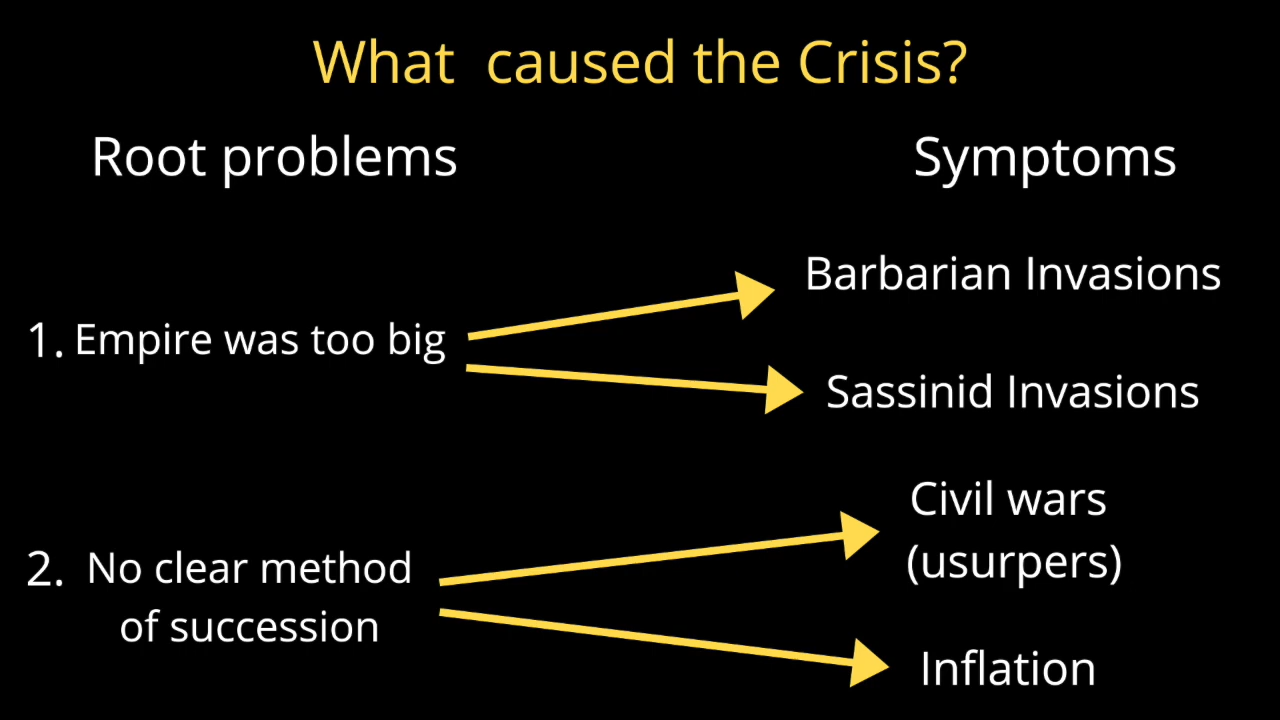 What caused the Crisis?
Root problems
Symptoms
1. Empire was too big
Barbarian Invasions
Sassinid Invasions
2. No clear method
of succession
Civil wars
(usurpers)
Inflation